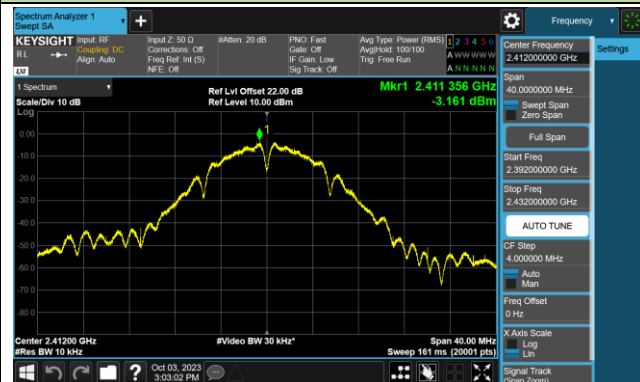 Spectrum Analyzer 1
Swept SA
Frequency
KEYSIGHT
RL
LXI
Input: RF
Coupling: DC
Align: Auto
Input Z: 50 Ω
Corrections: Off
Freq Ref: Int (S)
NFE: Off
#Atten: 20 dB
PNO: Fast
Gate: Off
IF Gain: Low
Sig Track: Off
Avg Type: Power (RMS)
Avg|Hold: 100/100
Trig: Free Run
1 2 3 4 5 6
A W W W W W
A N N N N N
Center Frequency
2.412000000 GHz
Settings
Span
40.0000000 MHz
Swept Span
Zero Span
Full Span
Start Freq
2.392000000 GHz
Stop Freq
2.432000000 GHz
AUTO TUNE
CF Step
4.000000 MHz
Auto
Man
Freq Offset
0 Hz
X Axis Scale
Log
Lin
Signal Track
(Span Zoom)
1 Spectrum
Scale/Div 10 dB
Log
Ref Lvl Offset 22.00 dB
Ref Level 10.00 dBm
Mkr1 2.411 356 GHz
-3.161 dBm
1
0.00
-10.0
-20.0
-30.0
-40.0
-50.0
-60.0
-70.0
-80.0
Center 2.41200 GHz
#Res BW 10 kHz
#Video BW 30 kHz*
Span 40.00 MHz
Sweep 161 ms (20001 pts)
?
Oct 03, 2023
3:03:02 PM